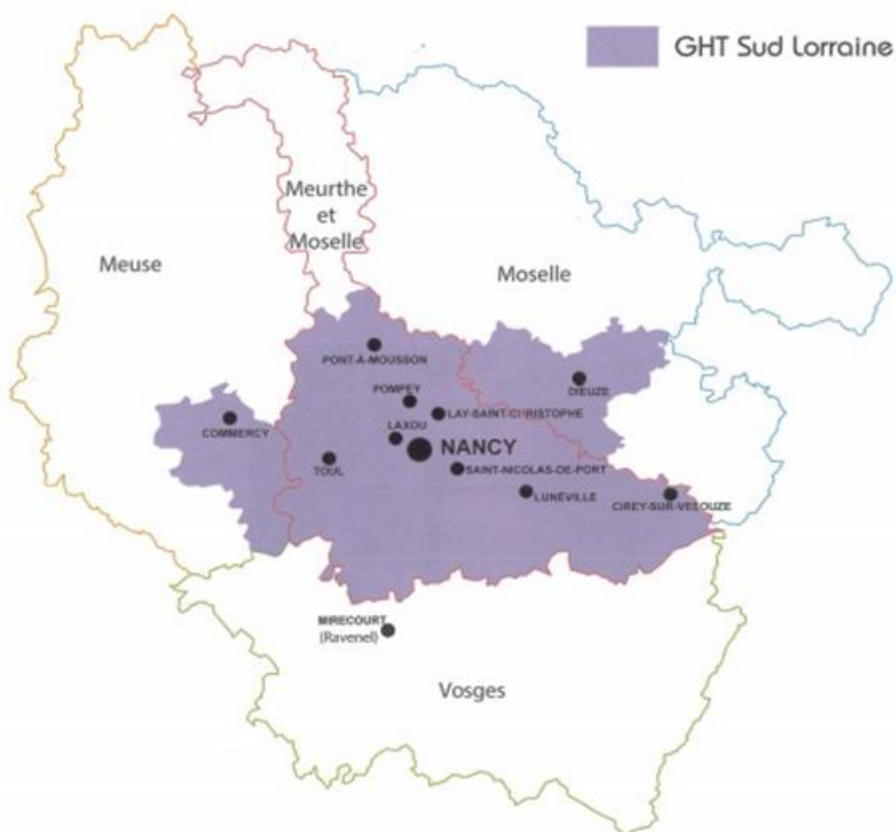 GHT Sud Lorraine
Meurthe
et
Moselle
Meuse
Moselle
PONT-À-MOUSSON
POMPEY
DIEUZE
LAY-SAINT-CHRISTOPHE
COMMERCY
LAXOU
NANCY
TOUL
SAINT-NICOLAS-DE-PORT
LUNÉVILLE
CIREY-SUR-VEZOUZE
MIRECOURT
(Ravenel)
Vosges